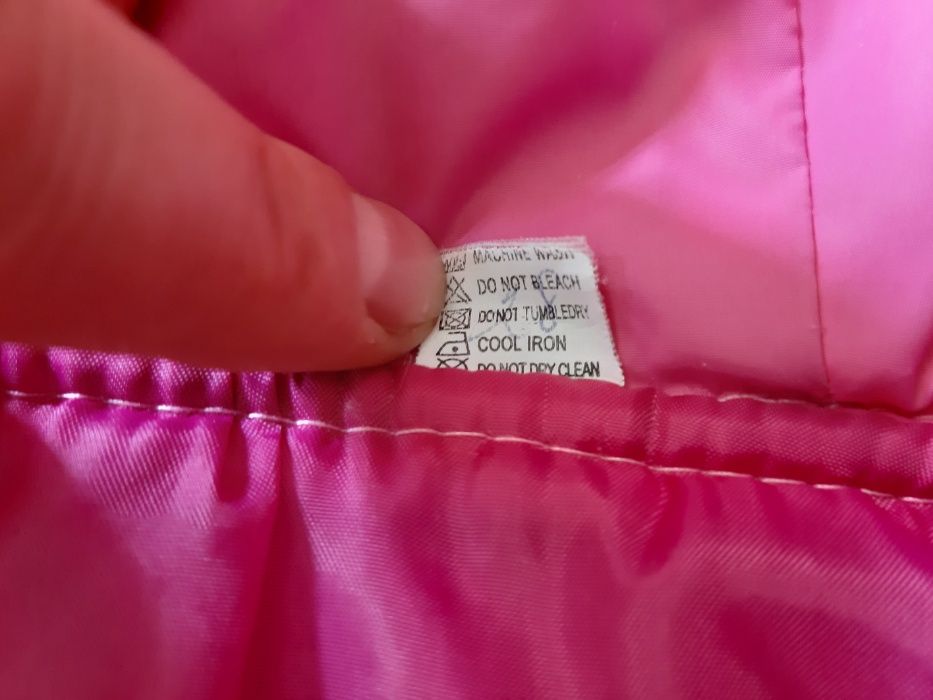 MACHINE WASH
DO NOT BLEACH
DO NOT TUMBLEDRY
COOL IRON
DO NOT DRY CLEAN